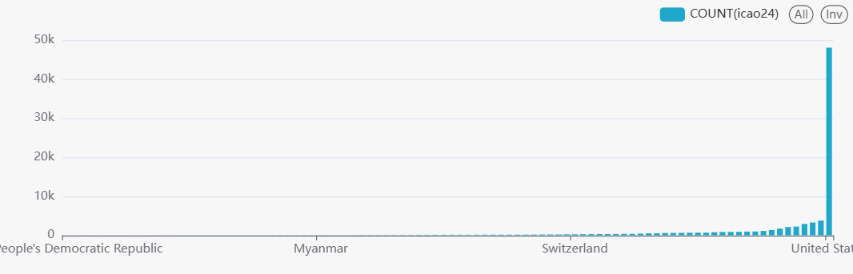 COUNT(icao24) All Inv
50k
40k
30k
20k
10k
0
People's Democratic Republic Myanmar Switzerland United Stat